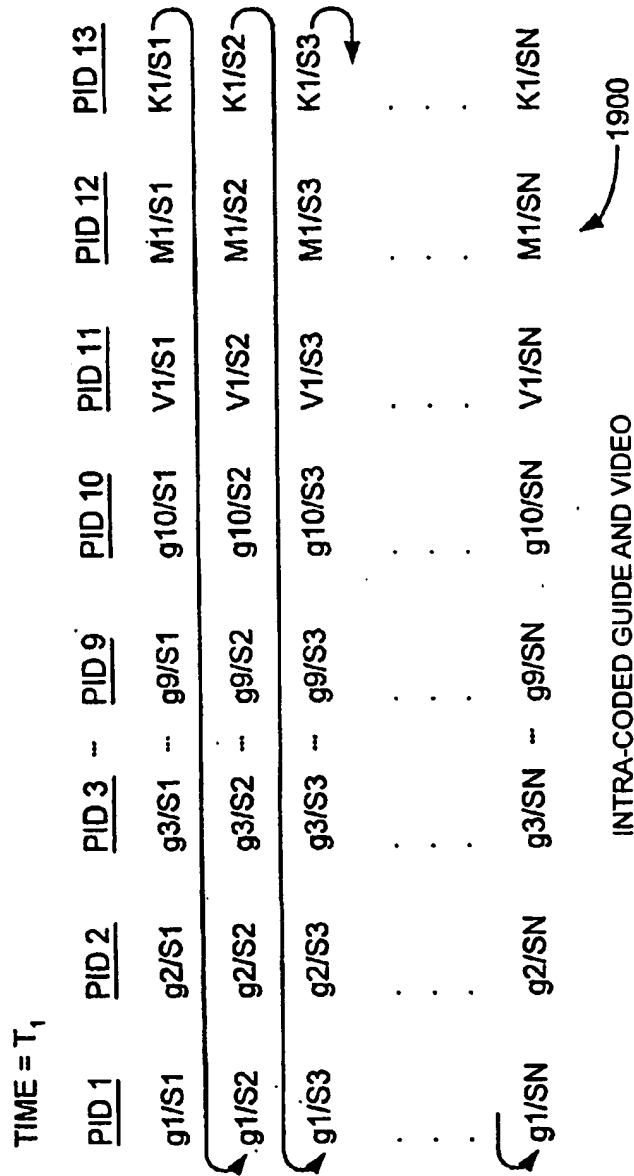 TIME = T₁
PID 1 PID 2 PID 3 --- PID 9 PID 10 PID 11 PID 12 PID 13
g1/S1 g2/S1 g3/S1 --- g9/S1 g10/S1 V1/S1 M1/S1 K1/S1
g1/S2 g2/S2 g3/S2 --- g9/S2 g10/S2 V1/S2 M1/S2 K1/S2
g1/S3 g2/S3 g3/S3 --- g9/S3 g10/S3 V1/S3 M1/S3 K1/S3
g1/SN g2/SN g3/SN --- g9/SN g10/SN V1/SN M1/SN K1/SN
1900
INTRA-CODED GUIDE AND VIDEO